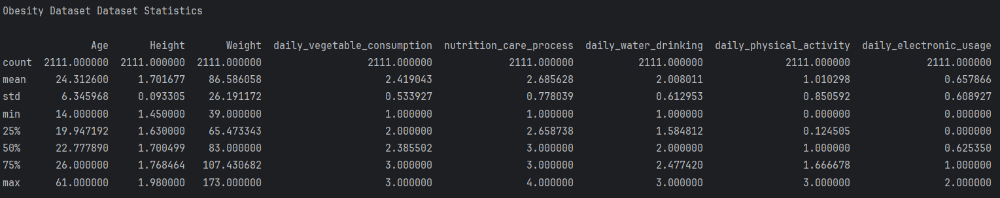 Obesity Dataset Dataset Statistics
Age Height Weight daily_vegetable_consumption nutrition_care_process daily_water_drinking daily_physical_activity daily_electronic_usage
count 2111.000000 2111.000000 2111.000000 2111.000000 2111.000000 2111.000000 2111.000000 2111.000000
mean 24.312600 1.701677 86.586058 2.419043 2.685628 2.008011 1.010298 0.657866
std 6.345968 0.093305 26.191172 0.533927 0.778039 0.612953 0.850592 0.608927
min 14.000000 1.450000 39.000000 1.000000 1.000000 1.000000 0.000000 0.000000
25% 19.947192 1.630000 65.473343 2.000000 2.658738 1.584812 0.124505 0.000000
50% 22.777890 1.700499 83.000000 2.385502 3.000000 2.000000 1.000000 0.625350
75% 26.000000 1.768464 107.430682 3.000000 3.000000 2.477420 1.666678 1.000000
max 61.000000 1.980000 173.000000 3.000000 4.000000 3.000000 3.000000 2.000000